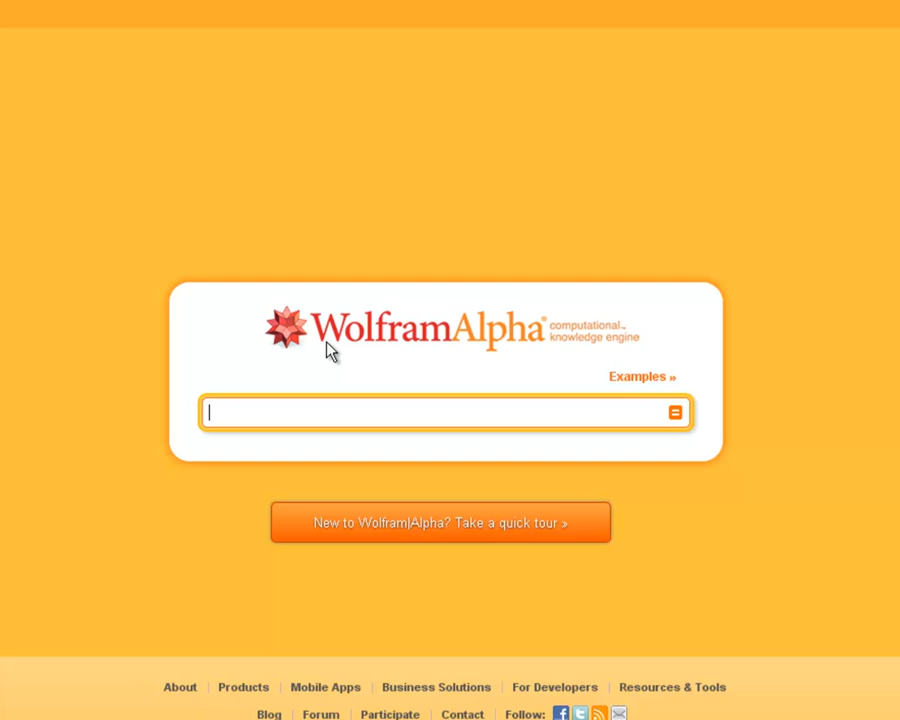 WolframAlpha® computational™
knowledge engine
Examples »
New to Wolfram|Alpha? Take a quick tour »
About | Products | Mobile Apps | Business Solutions | For Developers | Resources & Tools
Blog | Forum | Participate | Contact | Follow: